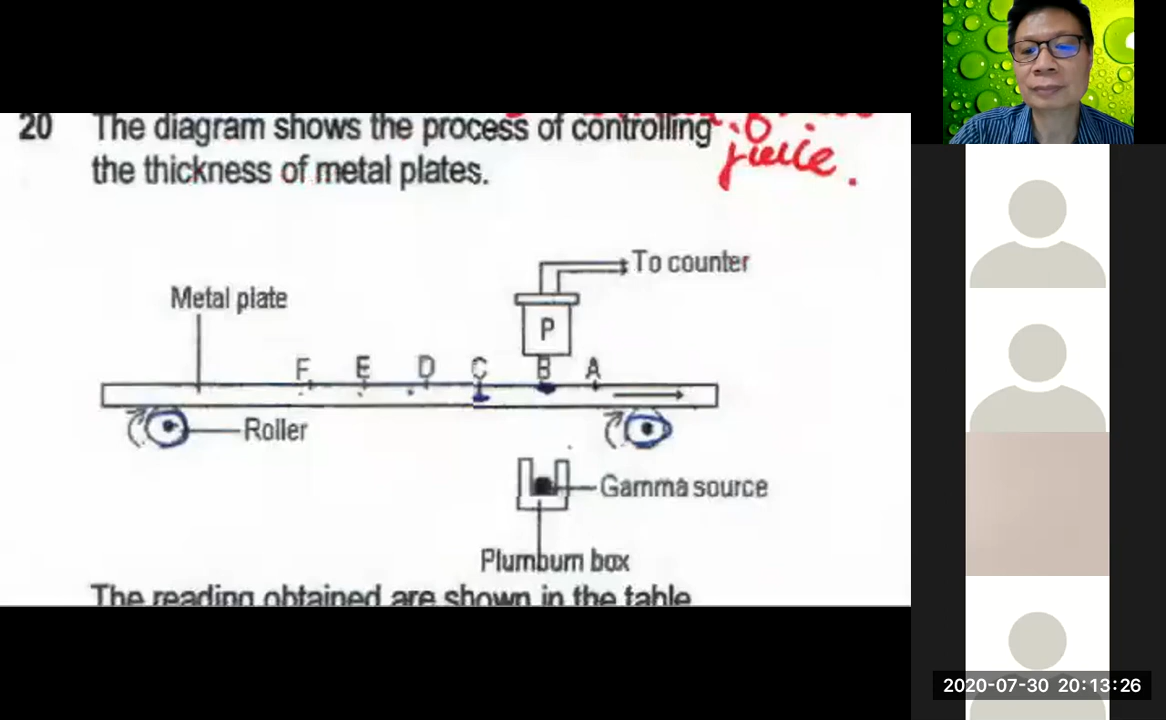 20 The diagram shows the process of controlling
the thickness of metal plates.
juice.
To counter
Metal plate
P
F E D C B A
Roller
Gamma source
Plumbum box
The reading obtained are shown in the table
2020-07-30 20:13:26